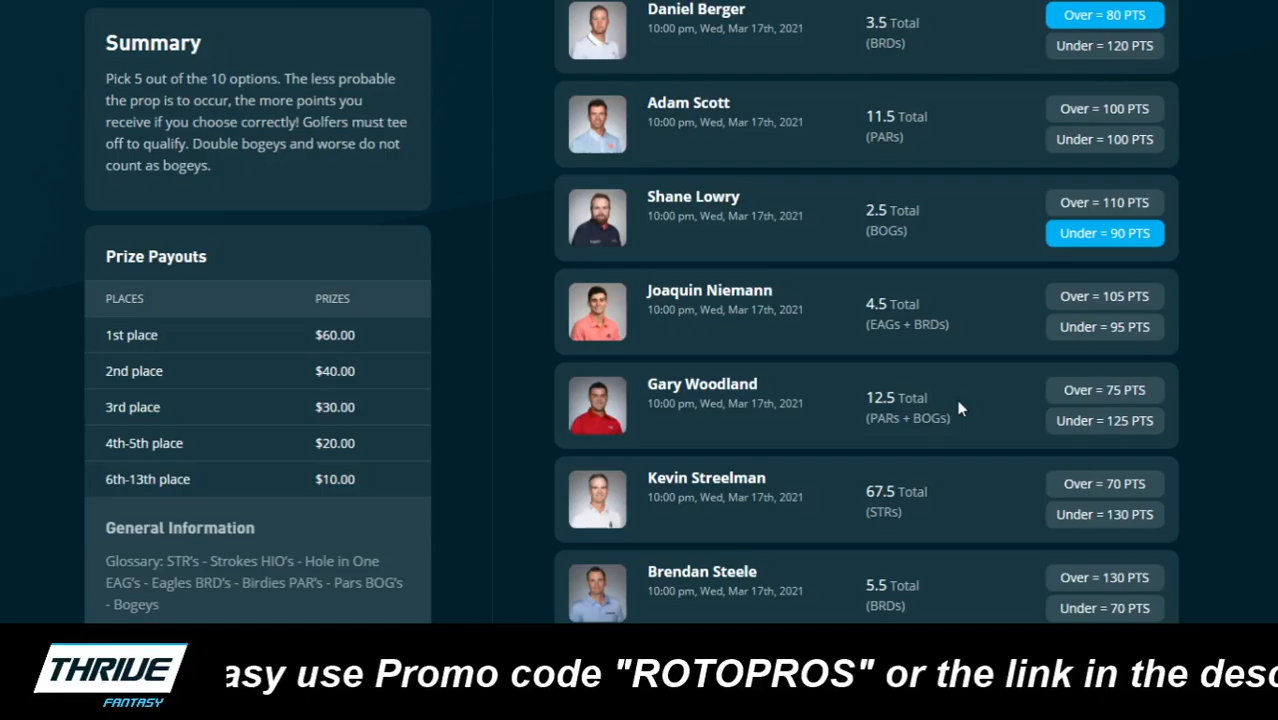 Summary
Pick 5 out of the 10 options. The less probable
the prop is to occur, the more points you
receive if you choose correctly! Golfers must tee
off to qualify. Double bogeys and worse do not
count as bogeys.
Prize Payouts
PLACES PRIZES
1st place $60.00
2nd place $40.00
3rd place $30.00
4th-5th place $20.00
6th-13th place $10.00
General Information
Glossary: STR's - Strokes HIO's - Hole in One
EAG's - Eagles BRD's - Birdies PAR's - Pars BOG's
- Bogeys
Daniel Berger
10:00 pm, Wed, Mar 17th, 2021
3.5 Total
(BRDs)
Over = 80 PTS
Under = 120 PTS
Adam Scott
10:00 pm, Wed, Mar 17th, 2021
11.5 Total
(PARs)
Over = 100 PTS
Under = 100 PTS
Shane Lowry
10:00 pm, Wed, Mar 17th, 2021
2.5 Total
(BOGs)
Over = 110 PTS
Under = 90 PTS
Joaquin Niemann
10:00 pm, Wed, Mar 17th, 2021
4.5 Total
(EAGs + BRDs)
Over = 105 PTS
Under = 95 PTS
Gary Woodland
10:00 pm, Wed, Mar 17th, 2021
12.5 Total
(PARs + BOGs)
Over = 75 PTS
Under = 125 PTS
Kevin Streelman
10:00 pm, Wed, Mar 17th, 2021
67.5 Total
(STRs)
Over = 70 PTS
Under = 130 PTS
Brendan Steele
10:00 pm, Wed, Mar 17th, 2021
5.5 Total
(BRDs)
Over = 130 PTS
Under = 70 PTS
THRIVE
FANTASY
asy use Promo code "ROTOPROS" or the link in the desc